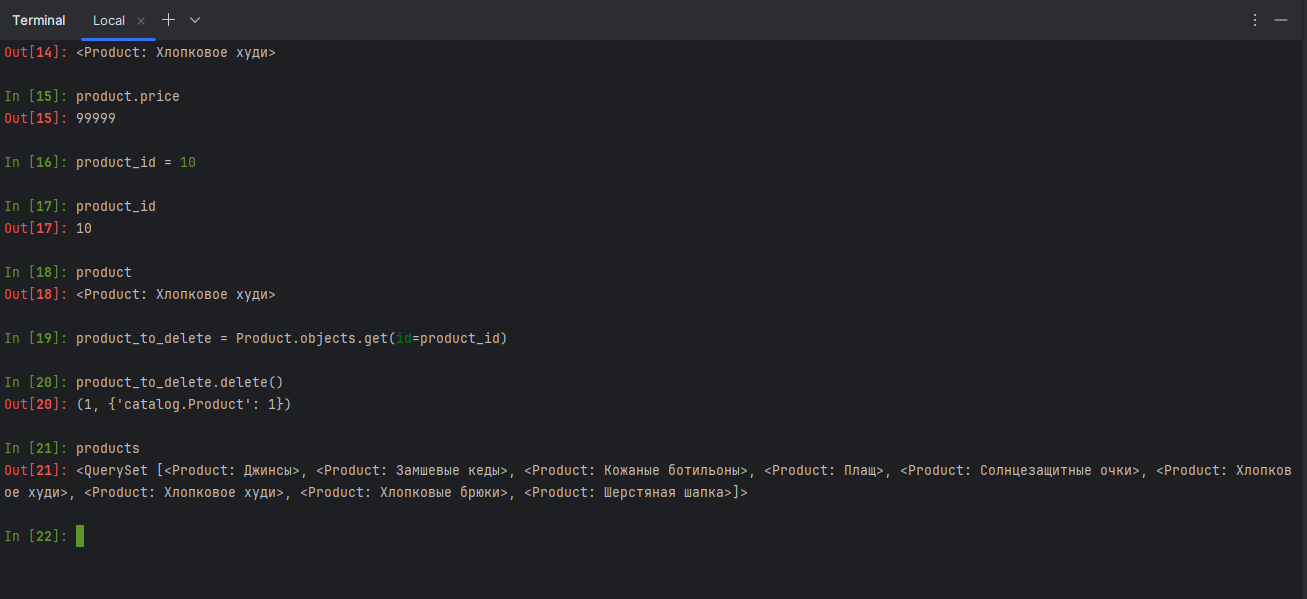 Terminal Local
Out[14]: <Product: Хлопковое худи>
In [15]: product.price
Out[15]: 99999
In [16]: product_id = 10
In [17]: product_id
Out[17]: 10
In [18]: product
Out[18]: <Product: Хлопковое худи>
In [19]: product_to_delete = Product.objects.get(id=product_id)
In [20]: product_to_delete.delete()
Out[20]: (1, {'catalog.Product': 1})
In [21]: products
Out[21]: <QuerySet [<Product: Джинсы>, <Product: Замшевые кеды>, <Product: Кожаные ботильоны>, <Product: Плащ>, <Product: Солнцезащитные очки>, <Product: Хлопков
ое худи>, <Product: Хлопковое худи>, <Product: Хлопковые брюки>, <Product: Шерстяная шапка>]>
In [22]: